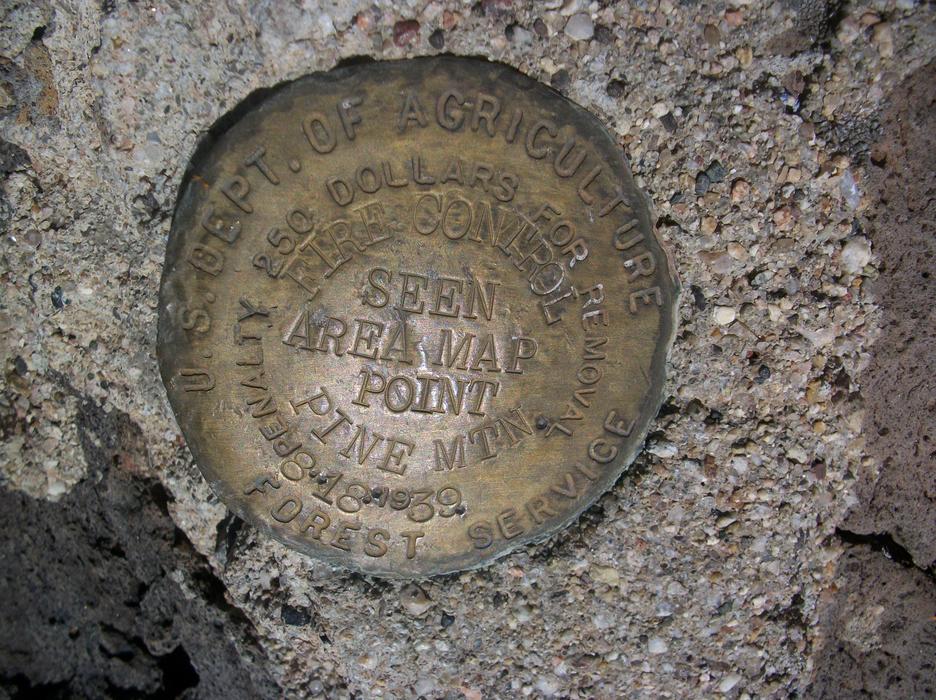 U.S. DEPT. OF AGRICULTURE
FOREST SERVICE
PENALTY 250 DOLLARS FOR REMOVAL
FIRE CONTROL
SEEN
AREA MAP
POINT
PINE MTN.
8·18·1939